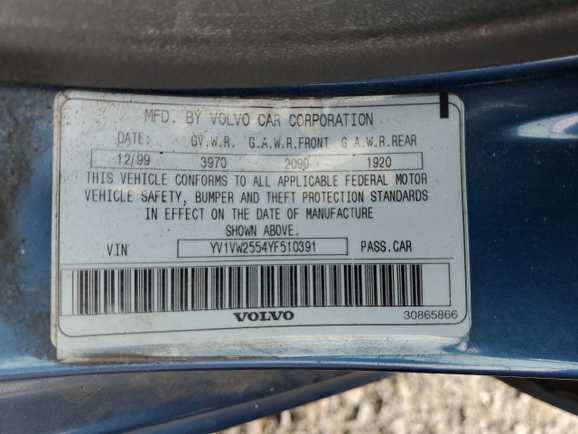 MFD. BY VOLVO CAR CORPORATION
DATE: GV.W.R. G.A.W.R.FRONT G A.W.R.REAR
12/99 3970 2090 1920
THIS VEHICLE CONFORMS TO ALL APPLICABLE FEDERAL MOTOR
VEHICLE SAFETY, BUMPER AND THEFT PROTECTION STANDARDS
IN EFFECT ON THE DATE OF MANUFACTURE
SHOWN ABOVE.
VIN YV1VW2554YF510391 PASS.CAR
VOLVO 30865866